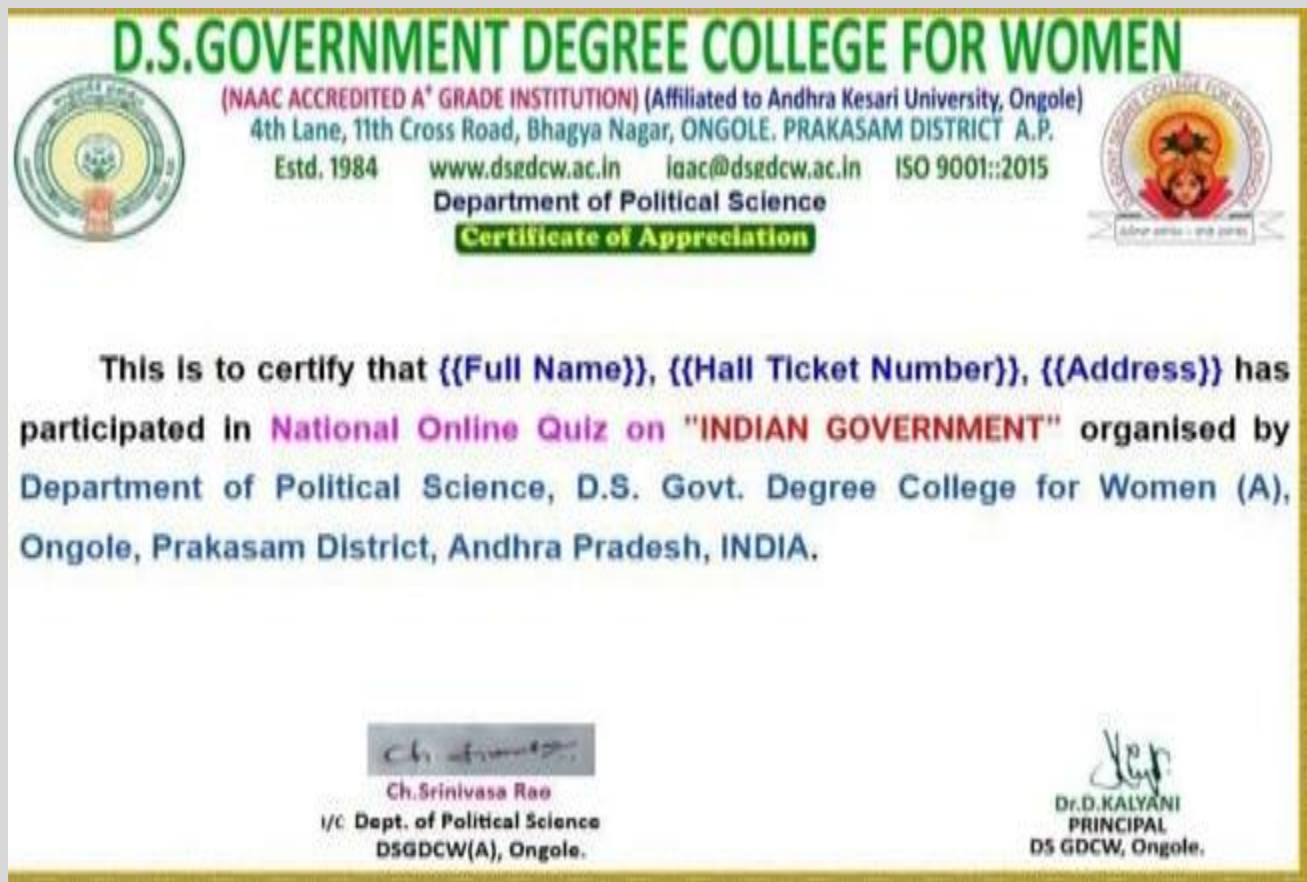 D.S.GOVERNMENT DEGREE COLLEGE FOR WOMEN
(NAAC ACCREDITED A+ GRADE INSTITUTION) (Affiliated to Andhra Kesari University, Ongole)
4th Lane, 11th Cross Road, Bhagya Nagar, ONGOLE. PRAKASAM DISTRICT A.P.
Estd. 1984 www.dsgdcw.ac.in iqac@dsgdcw.ac.in ISO 9001::2015
Department of Political Science
Certificate of Appreciation
This is to certify that {{Full Name}}, {{Hall Ticket Number}}, {{Address}} has
participated in National Online Quiz on "INDIAN GOVERNMENT" organised by
Department of Political Science, D.S. Govt. Degree College for Women (A),
Ongole, Prakasam District, Andhra Pradesh, INDIA.
Ch.Srinivasa Rao
I/C Dept. of Political Science
DSGDCW(A), Ongole.
Dr.D.KALYANI
PRINCIPAL
DS GDCW, Ongole.